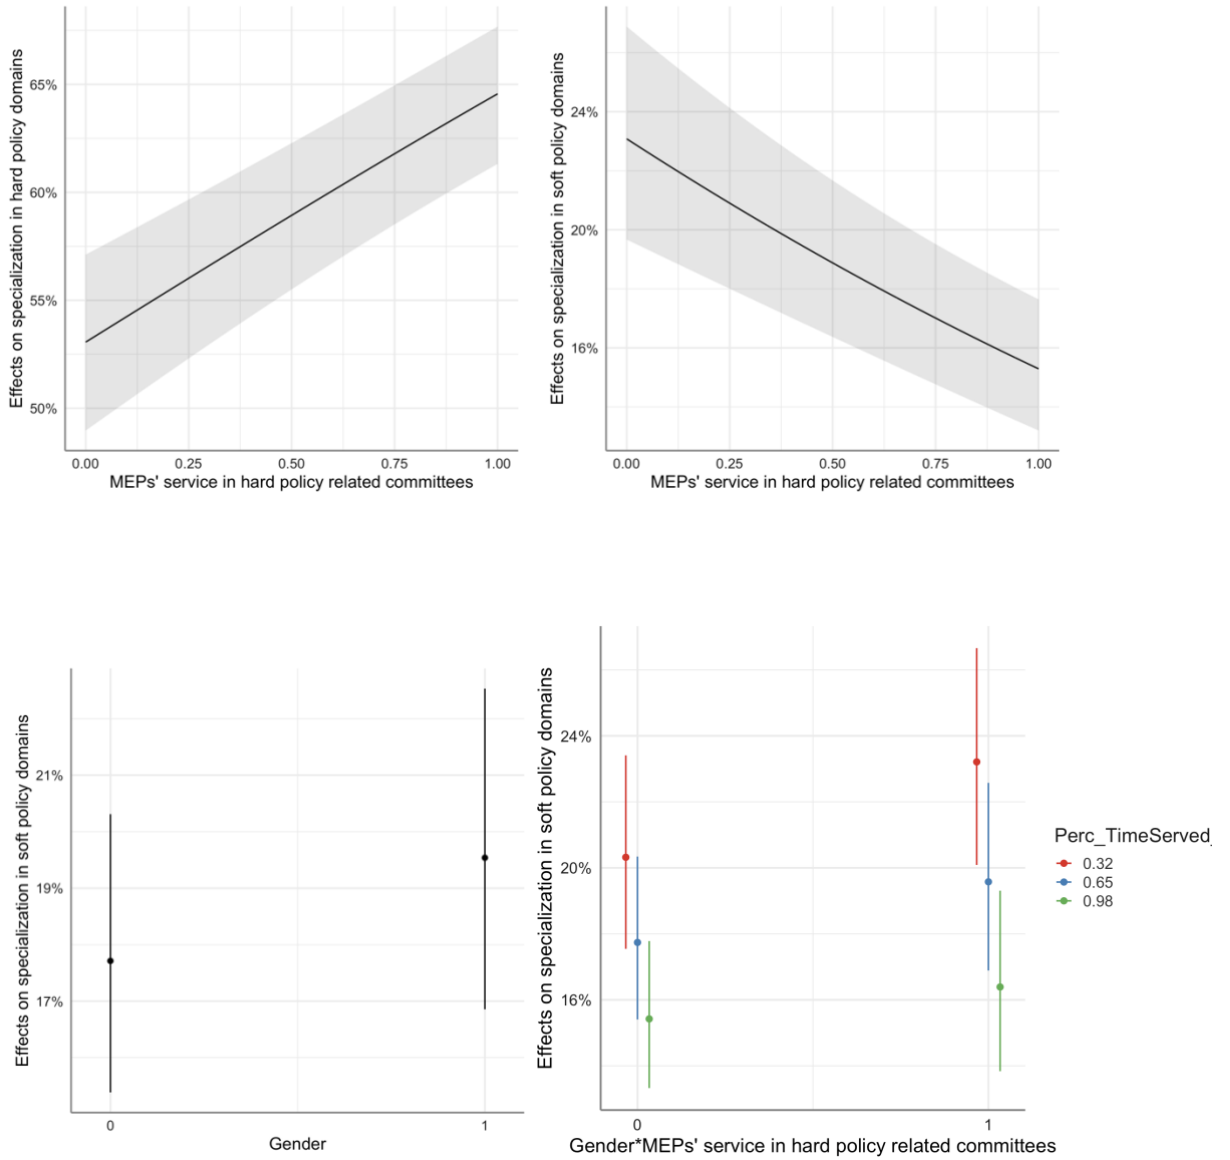 Effects on specialization in hard policy domains
65%
60%
55%
50%
0.00 0.25 0.50 0.75 1.00
MEPs' service in hard policy related committees
Effects on specialization in soft policy domains
24%
20%
16%
0.00 0.25 0.50 0.75 1.00
MEPs' service in hard policy related committees
Effects on specialization in soft policy domains
21%
19%
17%
0 1
Gender
Effects on specialization in soft policy domains
24%
20%
16%
0 1
Gender*MEPs' service in hard policy related committees
Perc_TimeServed_
0.32
0.65
0.98